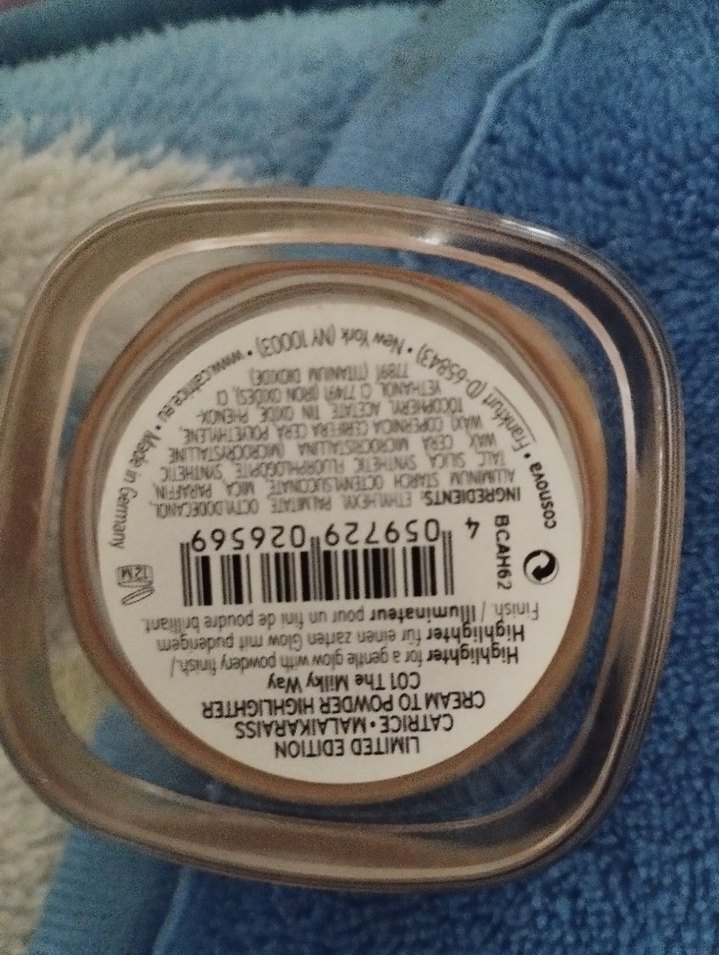 LIMITED EDITION
CATRICE • MALAIKARAISS
CREAM TO POWDER HIGHLIGHTER
C01 The Milky Way
Highlighter for a gentle glow with powdery finish. /
Highlighter für einen zarten Glow mit puderigem
Finish. / Illuminateur pour un fini de poudre brillant.
4 059729 026569
BCAH62
12M
INGREDIENTS: ETHYLHEXYL PALMITATE, OCTYLDODECANOL,
ALUMINUM STARCH OCTENYLSUCCINATE, MICA, PARAFFIN,
TALC, SILICA, SYNTHETIC FLUORPHLOGOPITE, SYNTHETIC
WAX, CERA MICROCRISTALLINA (MICROCRYSTALLINE
WAX), COPERNICIA CERIFERA CERA, POLYETHYLENE,
TOCOPHERYL ACETATE, TIN OXIDE, PHENOX-
YETHANOL, CI 77491 (IRON OXIDES), CI
77891 (TITANIUM DIOXIDE).
cosnova • Frankfurt (D-65843) • New York (NY 10003) • www.catrice.eu • Made in Germany